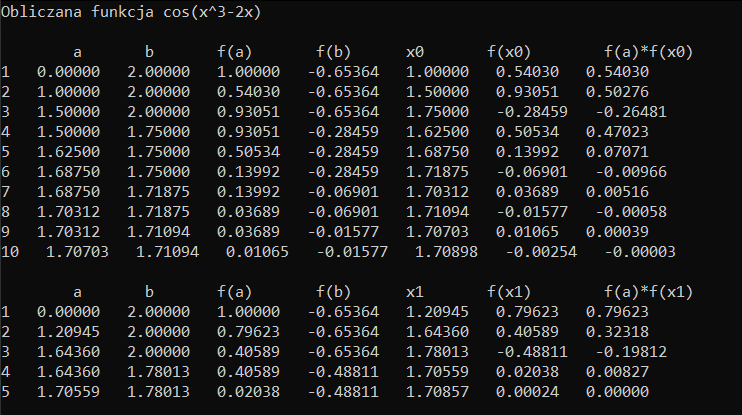 Obliczana funkcja cos(x^3-2x)
a b f(a) f(b) x0 f(x0) f(a)*f(x0)
1 0.00000 2.00000 1.00000 -0.65364 1.00000 0.54030 0.54030
2 1.00000 2.00000 0.54030 -0.65364 1.50000 0.93051 0.50276
3 1.50000 2.00000 0.93051 -0.65364 1.75000 -0.28459 -0.26481
4 1.50000 1.75000 0.93051 -0.28459 1.62500 0.50534 0.47023
5 1.62500 1.75000 0.50534 -0.28459 1.68750 0.13992 0.07071
6 1.68750 1.75000 0.13992 -0.28459 1.71875 -0.06901 -0.00966
7 1.68750 1.71875 0.13992 -0.06901 1.70312 0.03689 0.00516
8 1.70312 1.71875 0.03689 -0.06901 1.71094 -0.01577 -0.00058
9 1.70312 1.71094 0.03689 -0.01577 1.70703 0.01065 0.00039
10 1.70703 1.71094 0.01065 -0.01577 1.70898 -0.00254 -0.00003
a b f(a) f(b) x1 f(x1) f(a)*f(x1)
1 0.00000 2.00000 1.00000 -0.65364 1.20945 0.79623 0.79623
2 1.20945 2.00000 0.79623 -0.65364 1.64360 0.40589 0.32318
3 1.64360 2.00000 0.40589 -0.65364 1.78013 -0.48811 -0.19812
4 1.64360 1.78013 0.40589 -0.48811 1.70559 0.02038 0.00827
5 1.70559 1.78013 0.02038 -0.48811 1.70857 0.00024 0.00000